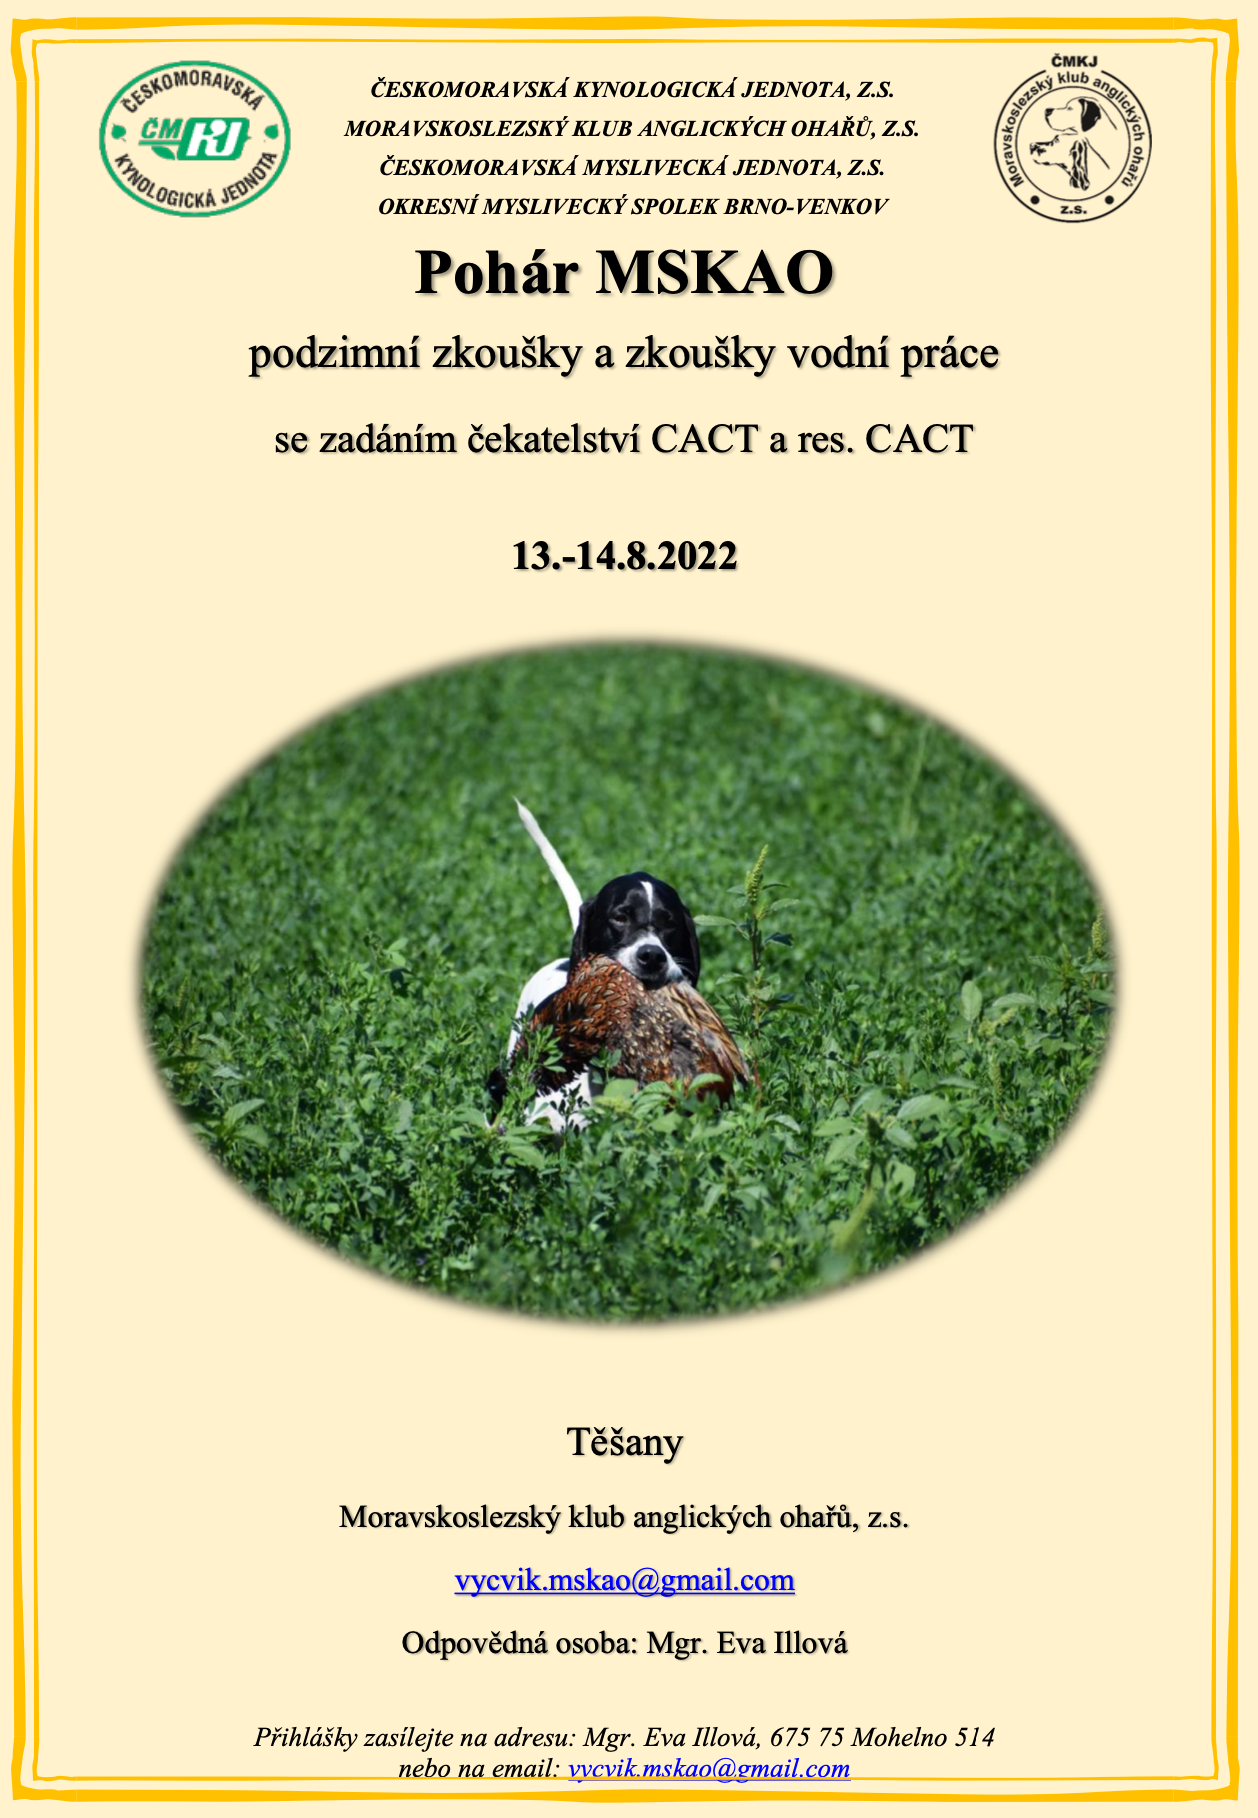 ČESKOMORAVSKÁ
ČMKJ
KYNOLOGICKÁ JEDNOTA
ČESKOMORAVSKÁ KYNOLOGICKÁ JEDNOTA, Z.S.
MORAVSKOSLEZSKÝ KLUB ANGLICKÝCH OHAŘŮ, Z.S.
ČESKOMORAVSKÁ MYSLIVECKÁ JEDNOTA, Z.S.
OKRESNÍ MYSLIVECKÝ SPOLEK BRNO-VENKOV
ČMKJ
Moravskoslezský klub anglických ohařů
z.s.
Pohár MSKAO
podzimní zkoušky a zkoušky vodní práce
se zadáním čekatelství CACT a res. CACT
13.-14.8.2022
Těšany
Moravskoslezský klub anglických ohařů, z.s.
vycvik.mskao@gmail.com
Odpovědná osoba: Mgr. Eva Illová
Přihlášky zasílejte na adresu: Mgr. Eva Illová, 675 75 Mohelno 514
nebo na email: vycvik.mskao@gmail.com